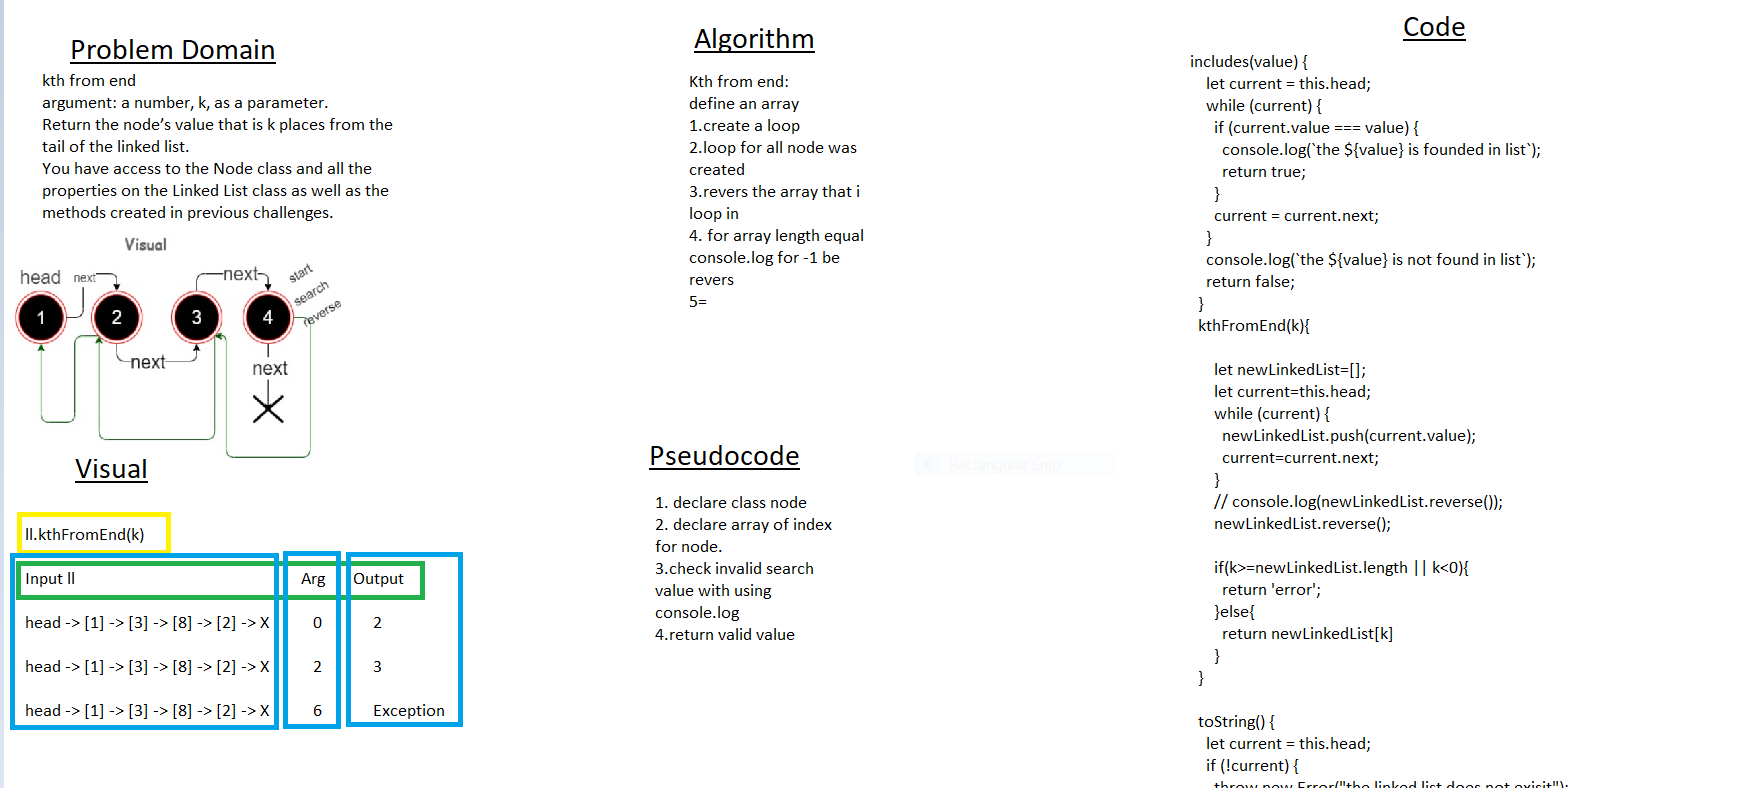 Problem Domain
kth from end
argument: a number, k, as a parameter.
Return the node’s value that is k places from the
tail of the linked list.
You have access to the Node class and all the
properties on the Linked List class as well as the
methods created in previous challenges.
Visual
head next next start
search
reverse
1 2 3 4
next next
Visual
ll.kthFromEnd(k)
Input ll Arg Output
head -> [1] -> [3] -> [8] -> [2] -> X 0 2
head -> [1] -> [3] -> [8] -> [2] -> X 2 3
head -> [1] -> [3] -> [8] -> [2] -> X 6 Exception
Algorithm
Kth from end:
define an array
1.create a loop
2.loop for all node was
created
3.revers the array that i
loop in
4. for array length equal
console.log for -1 be
revers
5=
Pseudocode
1. declare class node
2. declare array of index
for node.
3.check invalid search
value with using
console.log
4.return valid value
Rectangular Snip
Code
includes(value) {
let current = this.head;
while (current) {
if (current.value === value) {
console.log(`the ${value} is founded in list`);
return true;
}
current = current.next;
}
console.log(`the ${value} is not found in list`);
return false;
}
kthFromEnd(k){
let newLinkedList=[];
let current=this.head;
while (current) {
newLinkedList.push(current.value);
current=current.next;
}
// console.log(newLinkedList.reverse());
newLinkedList.reverse();
if(k>=newLinkedList.length || k<0){
return 'error';
}else{
return newLinkedList[k]
}
}
toString() {
let current = this.head;
if (!current) {
throw new Error("the linked list does not exisit");